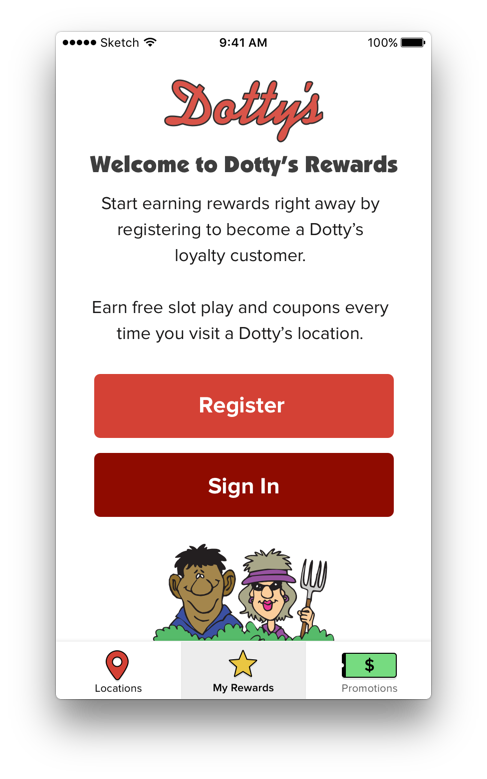 Sketch 9:41 AM 100%
Dotty's
Welcome to Dotty's Rewards
Start earning rewards right away by
registering to become a Dotty's
loyalty customer.
Earn free slot play and coupons every
time you visit a Dotty's location.
Register
Sign In
$
Locations My Rewards Promotions